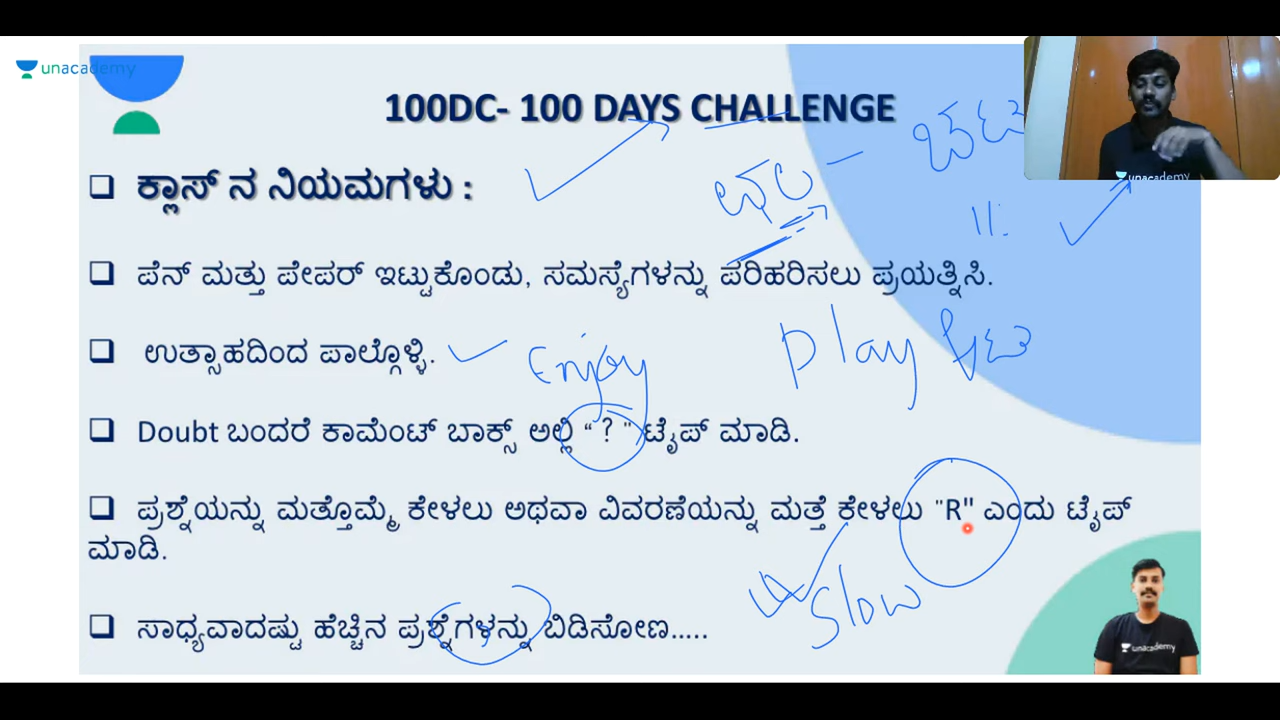 unacademy
100DC- 100 DAYS CHALLENGE
ಕ್ಲಾಸ್ ನ ನಿಯಮಗಳು :
ಛಲ –
unacademy
11:
ಪೆನ್ ಮತ್ತು ಪೇಪರ್ ಇಟ್ಟುಕೊಂಡು, ಸಮಸ್ಯೆಗಳನ್ನು ಪರಿಹರಿಸಲು ಪ್ರಯತ್ನಿಸಿ.
ಉತ್ಸಾಹದಿಂದ ಪಾಲ್ಗೊಳ್ಳಿ.
Enjoy
Play
Doubt ಬಂದರೆ ಕಾಮೆಂಟ್ ಬಾಕ್ಸ್ ಅಲ್ಲಿ “ ? ” ಟೈಪ್ ಮಾಡಿ.
ಪ್ರಶ್ನೆಯನ್ನು ಮತ್ತೊಮ್ಮೆ ಕೇಳಲು ಅಥವಾ ವಿವರಣೆಯನ್ನು ಮತ್ತೆ ಕೇಳಲು "R" ಎಂದು ಟೈಪ್
ಮಾಡಿ.
Slow
ಸಾಧ್ಯವಾದಷ್ಟು ಹೆಚ್ಚಿನ ಪ್ರಶ್ನೆಗಳನ್ನು ಬಿಡಿಸೋಣ.....
unacademy